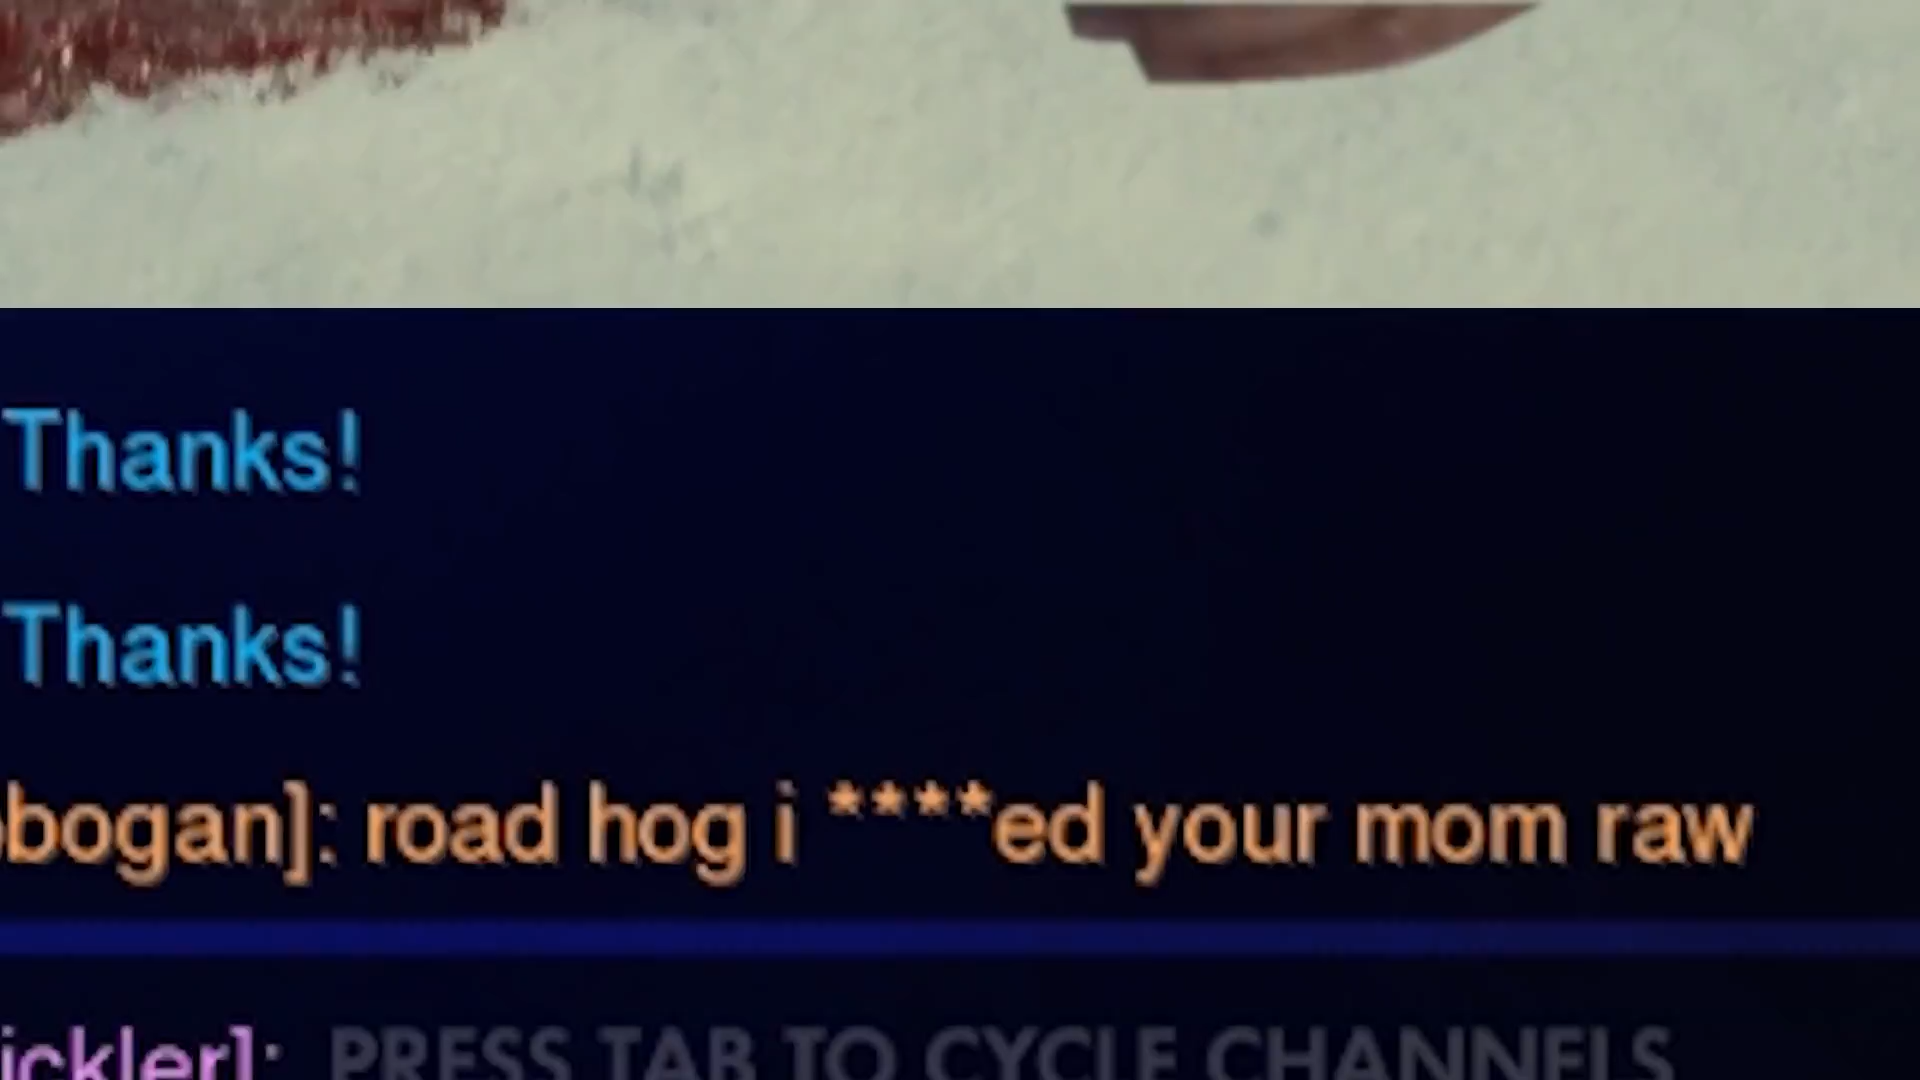 Thanks!
Thanks!
bogan]: road hog i ****ed your mom raw
ickler]: PRESS TAB TO CYCLE CHANNELS